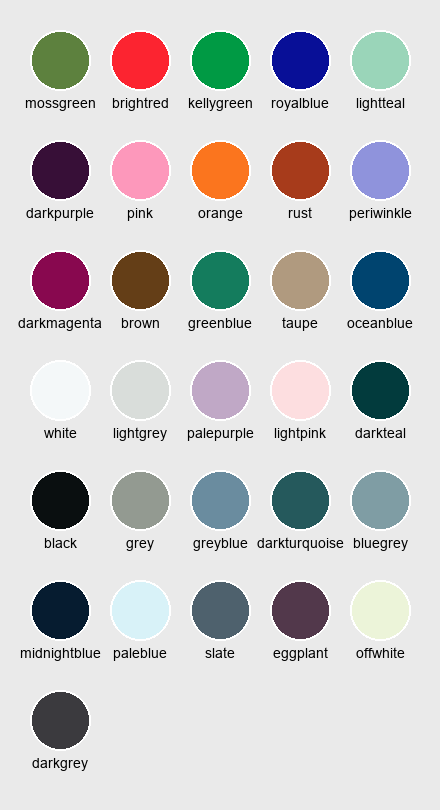 mossgreen brightred kellygreen royalblue lightteal
darkpurple pink orange rust periwinkle
darkmagenta brown greenblue taupe oceanblue
white lightgrey palepurple lightpink darkteal
black grey greyblue darkturquoise bluegrey
midnightblue paleblue slate eggplant offwhite
darkgrey